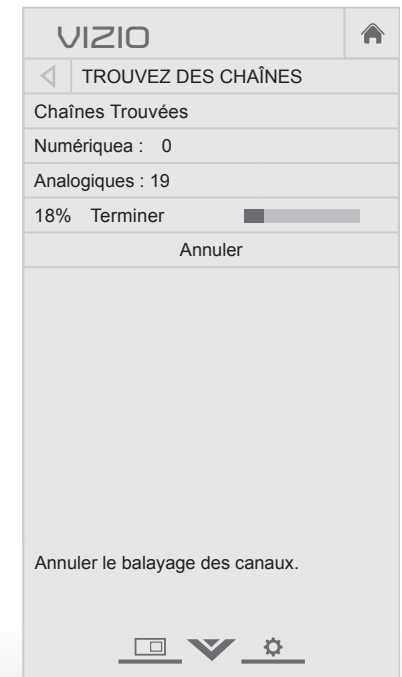 VIZIO
TROUVEZ DES CHAÎNES
Chaînes Trouvées
Numériquea : 0
Analogiques : 19
18% Terminer
Annuler
Annuler le balayage des canaux.